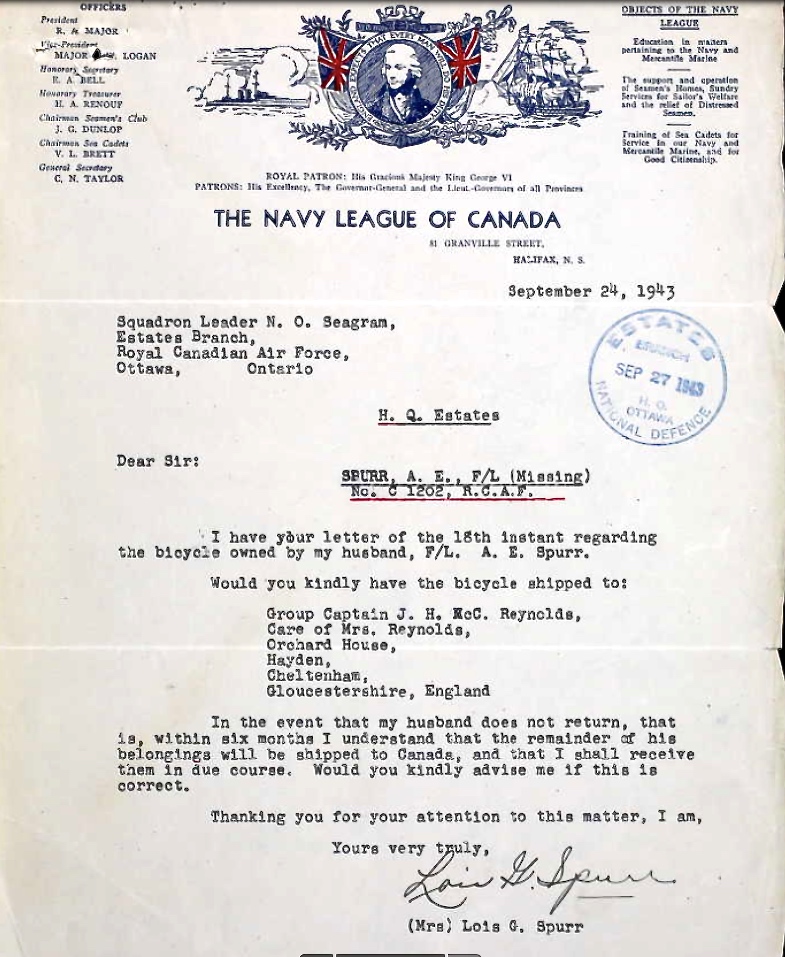 OFFICERS
President
R. A. MAJOR
Vice-President
MAJOR LOGAN
Honorary Secretary
E. A. BELL
Honorary Treasurer
H. A. RENOUF
Chairman Seamen's Club
J. G. DUNLOP
Chairman Sea Cadets
V. L. BRETT
General Secretary
C. N. TAYLOR
THAT EVERY MAN WILL DO HIS DUTY
OBJECTS OF THE NAVY
LEAGUE
Education in matters
pertaining to the Navy and
Mercantile Marine
The support and operation
of Seamen's Homes, Sundry
Services for Sailor's Welfare
and the relief of Distressed
Seamen.
Training of Sea Cadets for
Service in our Navy and
Mercantile Marine, and for
Good Citizenship.
ROYAL PATRON: His Gracious Majesty King George VI
PATRONS: His Excellency, The Governor-General and the Lieut.-Governors of all Provinces
THE NAVY LEAGUE OF CANADA
81 GRANVILLE STREET,
HALIFAX, N. S.
September 24, 1943
Squadron Leader N. O. Seagram,
Estates Branch,
Royal Canadian Air Force,
Ottawa, Ontario
ESTATES
BRANCH
SEP 27 1943
H. Q.
OTTAWA
NATIONAL DEFENCE
H. Q. Estates
Dear Sir:
SPURR, A. E., F/L (Missing)
No. C 1202, R.C.A.F.
I have your letter of the 18th instant regarding
the bicycle owned by my husband, F/L. A. E. Spurr.
Would you kindly have the bicycle shipped to:
Group Captain J. H. McC. Reynolds,
Care of Mrs. Reynolds,
Orchard House,
Hayden,
Cheltenham,
Gloucestershire, England
In the event that my husband does not return, that
is, within six months I understand that the remainder of his
belongings will be shipped to Canada, and that I shall receive
them in due course. Would you kindly advise me if this is
correct.
Thanking you for your attention to this matter, I am,
Yours very truly,
Lois G. Spurr
(Mrs) Lois G. Spurr